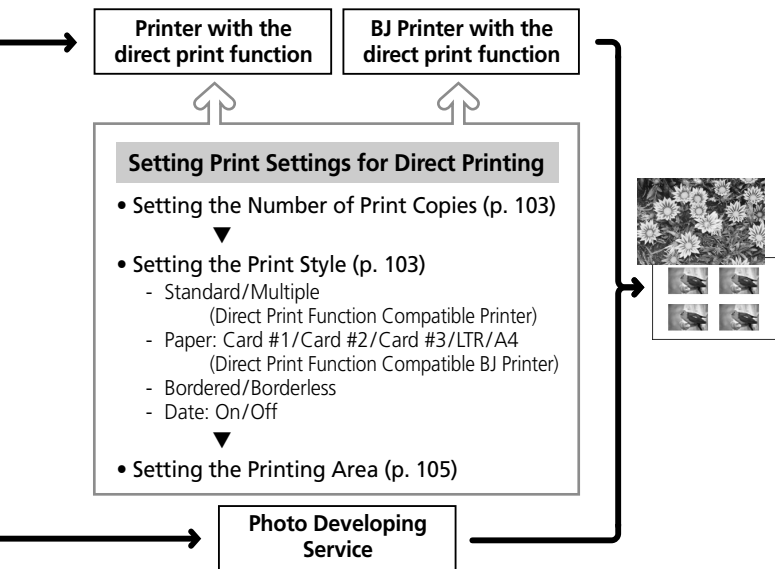 Printer with the
direct print function
BJ Printer with the
direct print function
Setting Print Settings for Direct Printing
• Setting the Number of Print Copies (p. 103)
▼
• Setting the Print Style (p. 103)
- Standard/Multiple
(Direct Print Function Compatible Printer)
- Paper: Card #1/Card #2/Card #3/LTR/A4
(Direct Print Function Compatible BJ Printer)
- Bordered/Borderless
- Date: On/Off
▼
• Setting the Printing Area (p. 105)
Photo Developing
Service